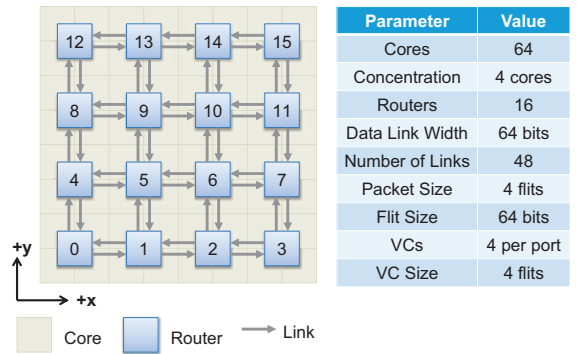 12 13 14 15
8 9 10 11
4 5 6 7
0 1 2 3
+y
+x
Core Router Link
Parameter Value
Cores 64
Concentration 4 cores
Routers 16
Data Link Width 64 bits
Number of Links 48
Packet Size 4 flits
Flit Size 64 bits
VCs 4 per port
VC Size 4 flits